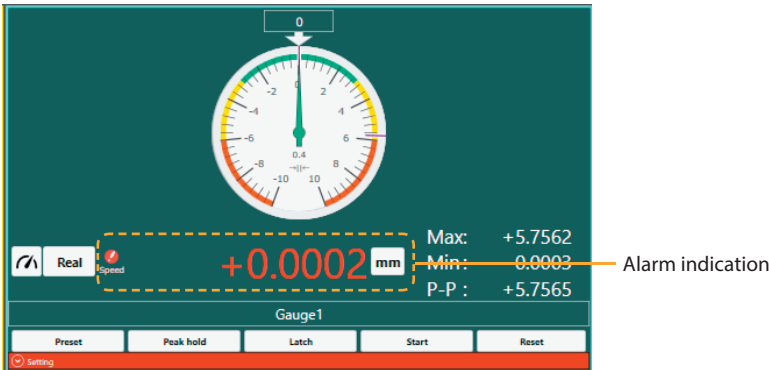 0
0
-2 2
-4 4
-6 6
0.4
-8 8
-10 10
Max: +5.7562
Real Speed +0.0002 mm Min: -0.0003 Alarm indication
P-P : +5.7565
Gauge1
Preset Peak hold Latch Start Reset
Setting